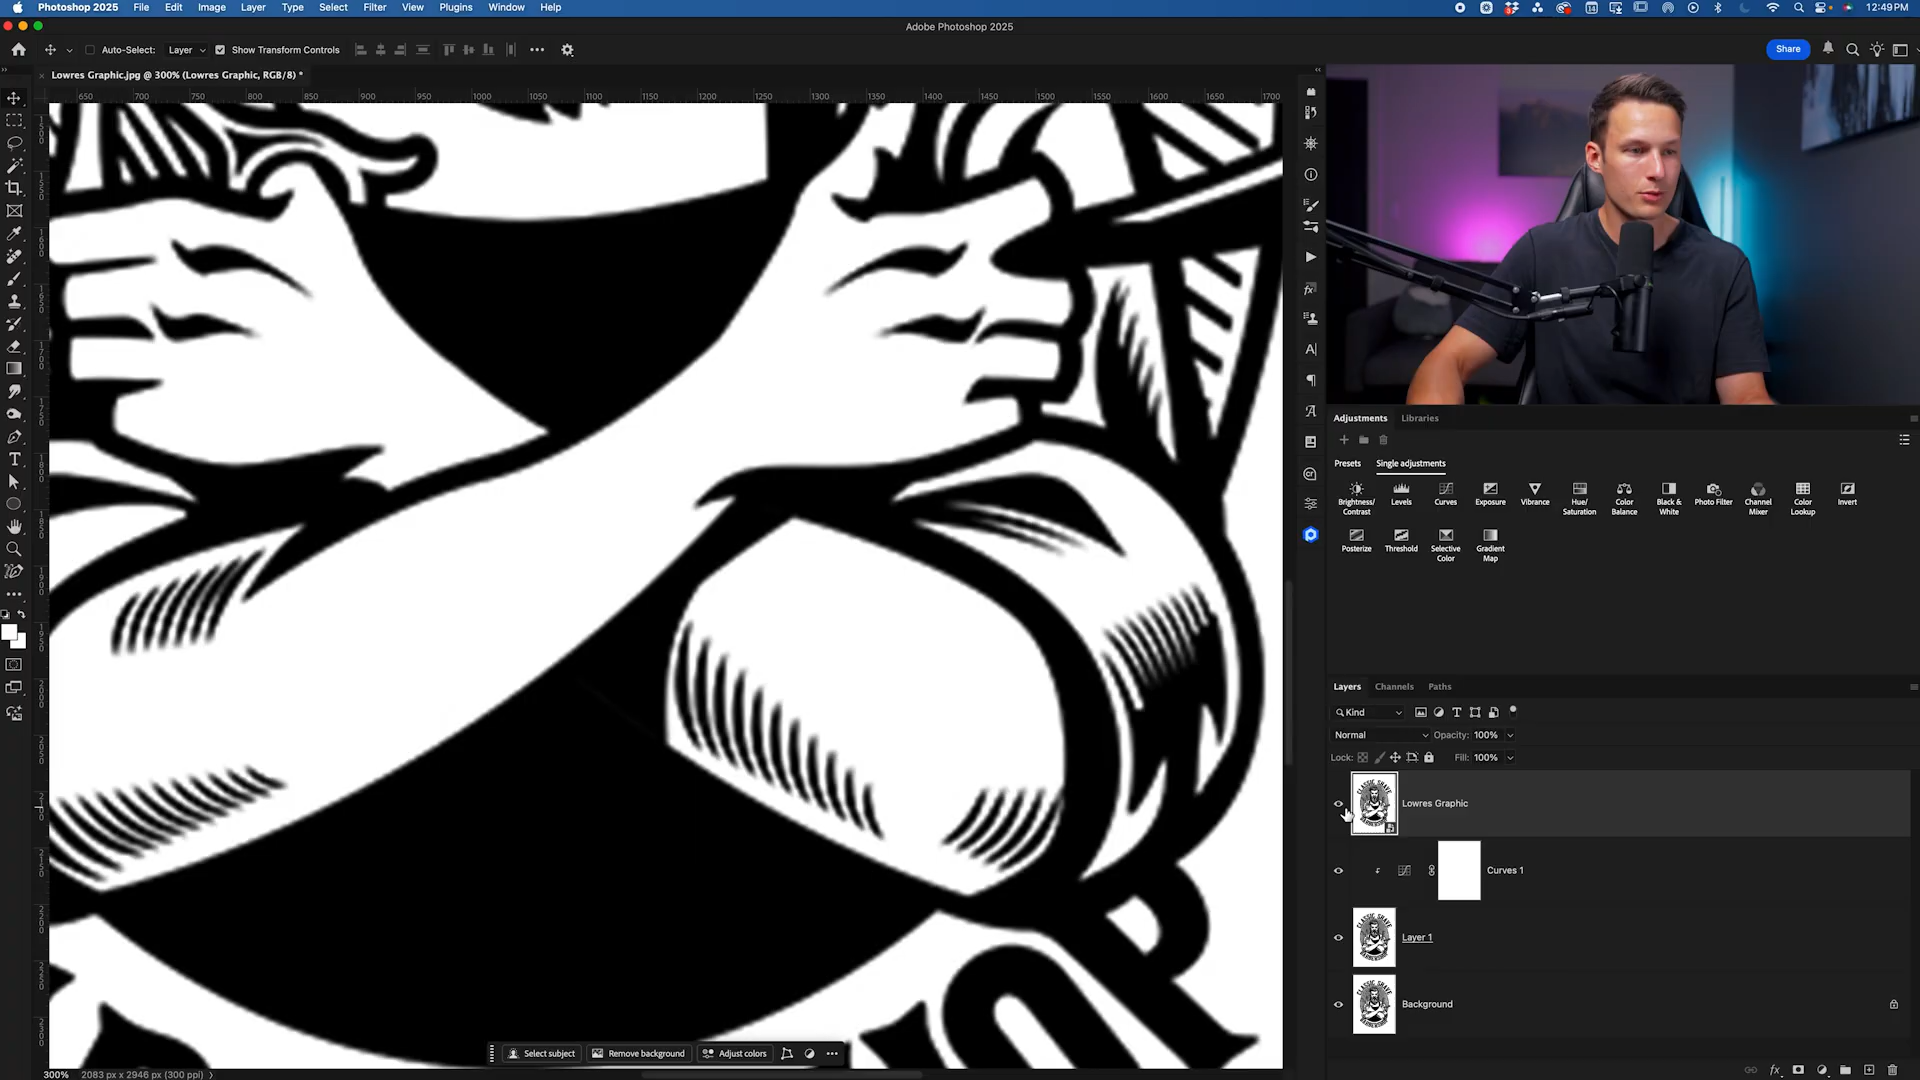 Photoshop 2025 File Edit Image Layer Type Select Filter View Plugins Window Help 12:49 PM
Adobe Photoshop 2025
Auto-Select: Layer Show Transform Controls Share
Lowres Graphic.jpg @ 300% (Lowres Graphic, RGB/8) *
650 700 750 800 850 900 950 1000 1050 1100 1150 1200 1250 1300 1350 1400 1450 1500 1550 1600 1650 1700
Adjustments Libraries
Presets Single adjustments
Brightness/Contrast Levels Curves Exposure Vibrance Hue/Saturation Color Balance Black & White Photo Filter Channel Mixer Color Lookup Invert
Posterize Threshold Selective Color Gradient Map
Layers Channels Paths
Kind
Normal Opacity: 100%
Lock: Fill: 100%
Lowres Graphic
Curves 1
Layer 1
Background
Select subject Remove background Adjust colors
300% 2083 px x 2946 px (300 ppi)